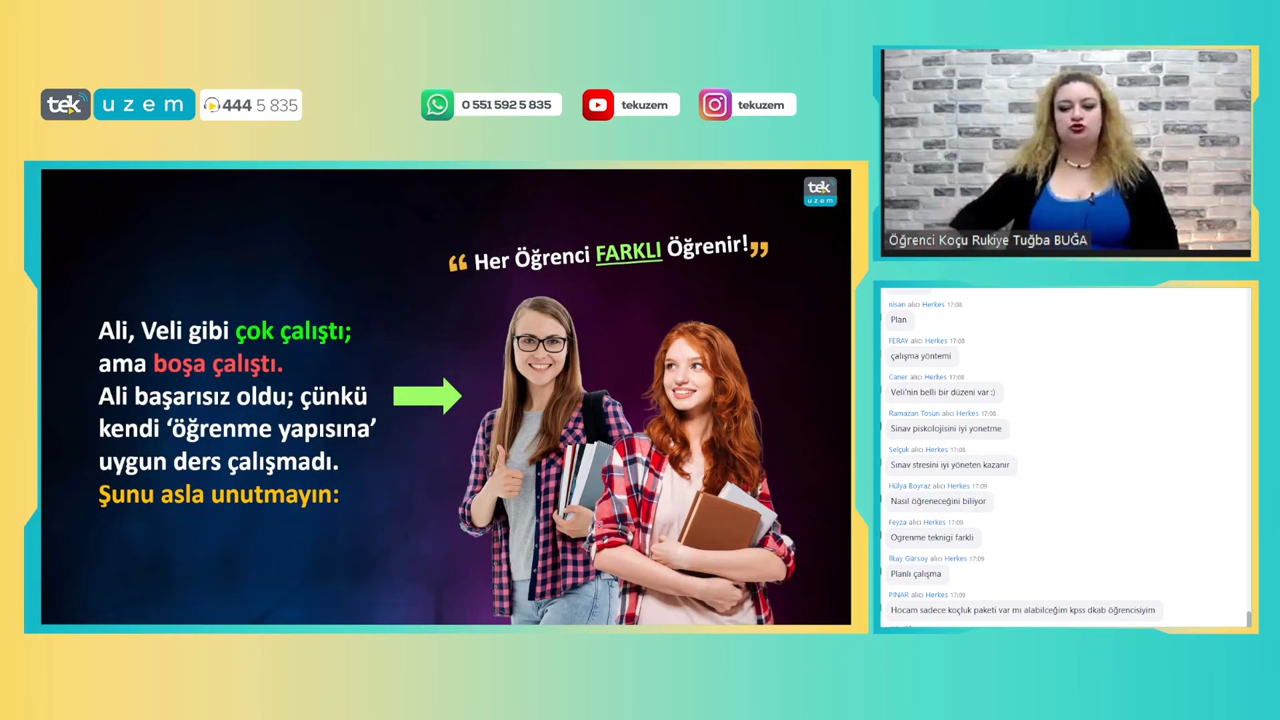 tek uzem 444 5 835
0 551 592 5 835
tekuzem
tekuzem
tek
uzem
“ Her Öğrenci FARKLI Öğrenir! ”
Ali, Veli gibi çok çalıştı;
ama boşa çalıştı.
Ali başarısız oldu; çünkü
kendi ‘öğrenme yapısına’
uygun ders çalışmadı.
Şunu asla unutmayın:
Öğrenci Koçu Rukiye Tuğba BUĞA
nisan alıcı Herkes 17:08
Plan
FERAY alıcı Herkes 17:08
çalışma yöntemi
Caner alıcı Herkes 17:08
Veli'nin belli bir düzeni var :)
Ramazan Tosun alıcı Herkes 17:08
Sinav piskolojisini iyi yonetme
Selçuk alıcı Herkes 17:08
Sınav stresini iyi yöneten kazanır
Hülya Boyraz alıcı Herkes 17:09
Nasıl öğreneceğini biliyor
Feyza alıcı Herkes 17:09
Ogrenme teknigi farkli
İlkay Gürsoy alıcı Herkes 17:09
Planlı çalışma
PINAR alıcı Herkes 17:09
Hocam sadece koçluk paketi var mı alabilceğim kpss dkab öğrencisiyim